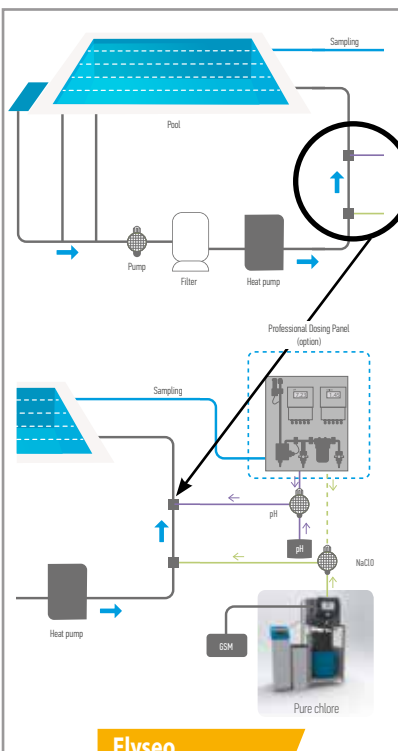 Sampling
Pool
Pump
Filter
Heat pump
Professional Dosing Panel
(option)
Sampling
pH
pH
NaClO
Heat pump
GSM
Pure chlore
Elyseo